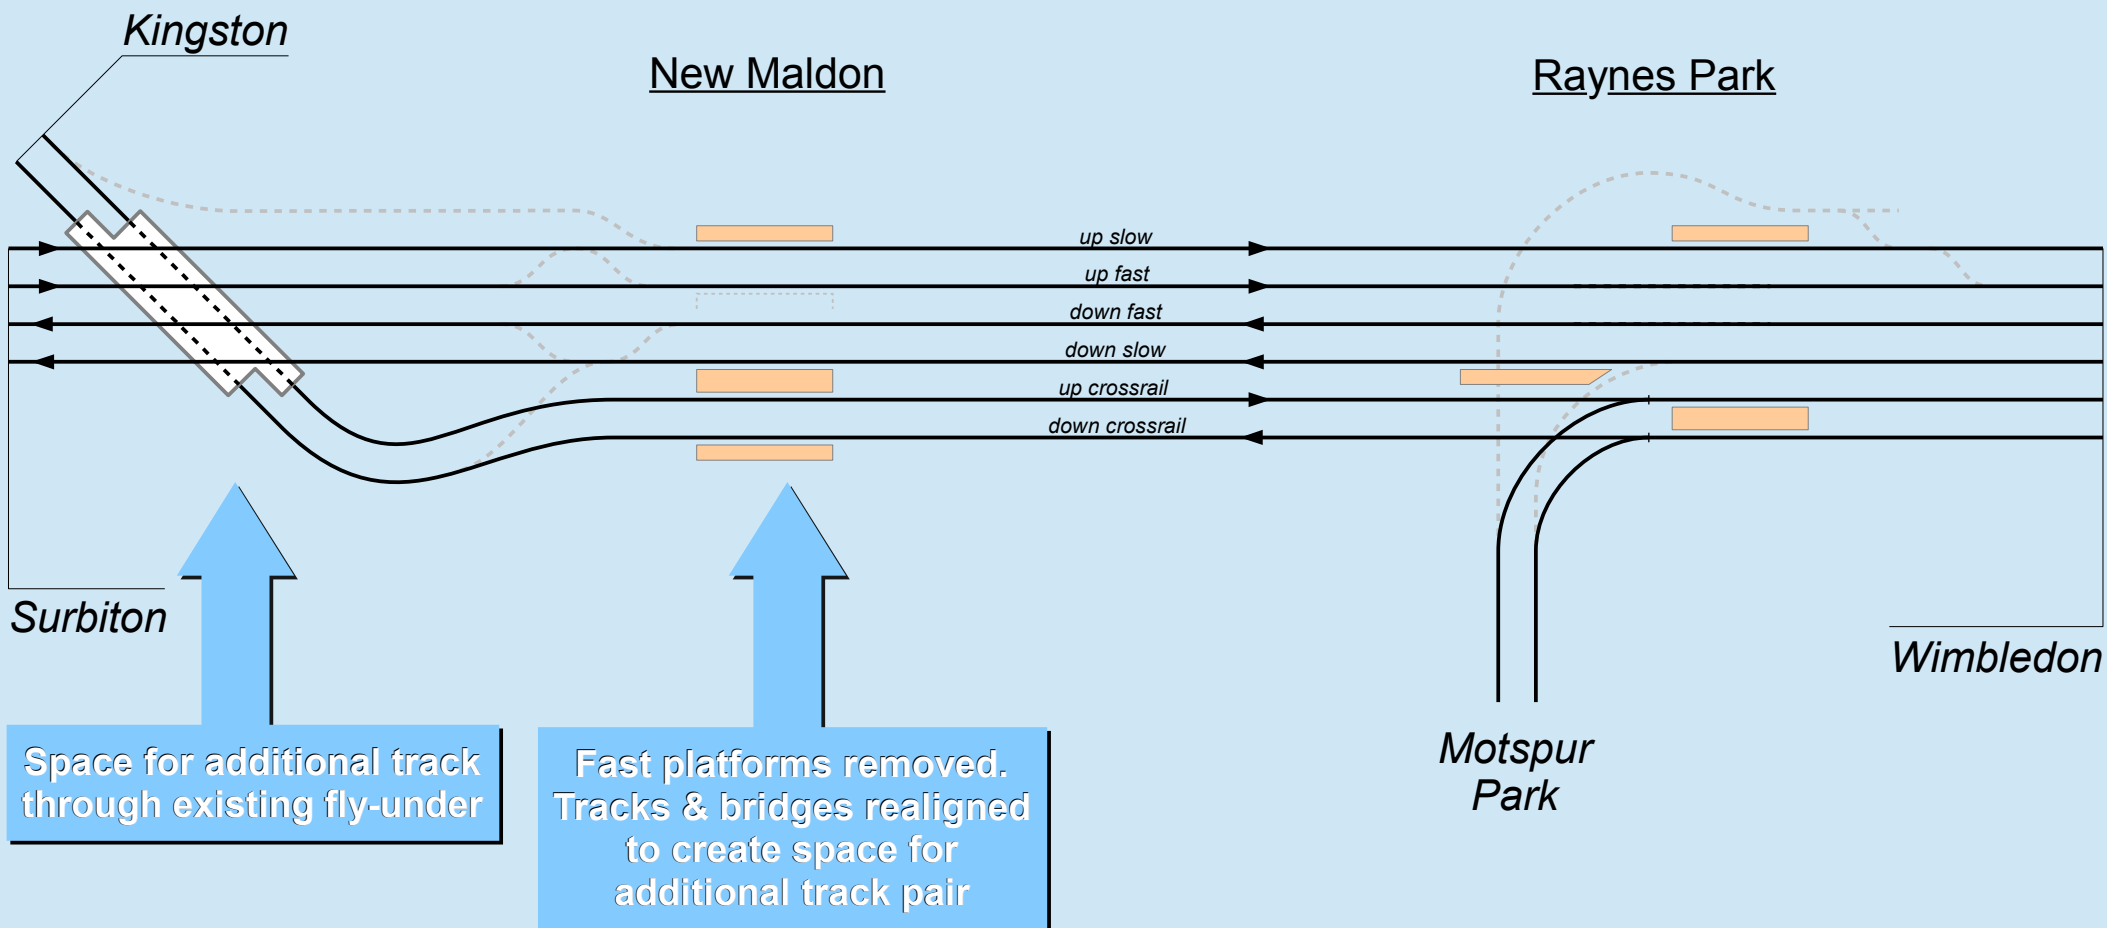 Kingston
New Maldon
Raynes Park
up slow
up fast
down fast
down slow
up crossrail
down crossrail
Surbiton
Wimbledon
Motspur
Park
Space for additional track
through existing fly-under
Fast platforms removed.
Tracks & bridges realigned
to create space for
additional track pair